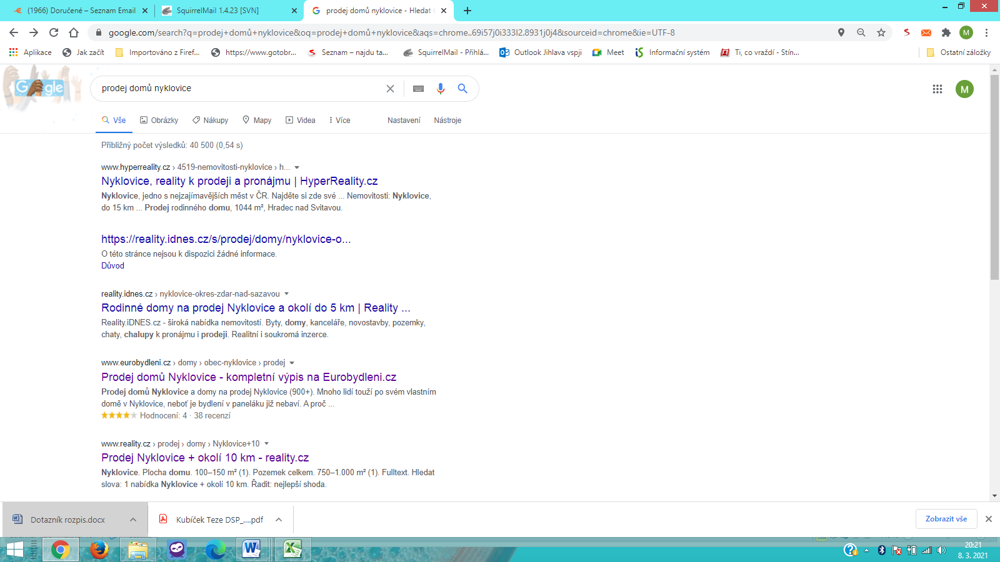 (1966) Doručené – Seznam Email
SquirrelMail 1.4.23 [SVN]
prodej domů nyklovice - Hledat
google.com/search?q=prodej+domů+nyklovice&oq=prodej+domů+nyklovice&aqs=chrome..69i57j0i333l2.8931j0j4&sourceid=chrome&ie=UTF-8
M
Aplikace
Jak začít
Importováno z Firef...
https://www.gotobr...
Seznam – najdu ta...
SquirrelMail - Přihlá...
Outlook Jihlava vspji
Meet
Informační systém
Ti, co vraždí - Stín...
Ostatní záložky
Google
prodej domů nyklovice
M
Vše
Obrázky
Nákupy
Mapy
Videa
Více
Nastavení
Nástroje
Přibližný počet výsledků: 40 500 (0,54 s)
www.hyperreality.cz › 4519-nemovitosti-nyklovice › h...
Nyklovice, reality k prodeji a pronájmu | HyperReality.cz
Nyklovice, jedno s nejzajímavějších měst v ČR. Najděte si zde své ... Nemovitosti: Nyklovice,
do 15 km ... Prodej rodinného domu, 1044 m², Hradec nad Svitavou.
https://reality.idnes.cz/s/prodej/domy/nyklovice-o...
O této stránce nejsou k dispozici žádné informace.
Důvod
reality.idnes.cz › nyklovice-okres-zdar-nad-sazavou
Rodinné domy na prodej Nyklovice a okolí do 5 km | Reality ...
Reality.iDNES.cz - široká nabídka nemovitostí. Byty, domy, kanceláře, novostavby, pozemky,
chaty, chalupy k pronájmu i prodeji. Realitní i soukromá inzerce.
www.eurobydleni.cz › domy › obec-nyklovice › prodej
Prodej domů Nyklovice - kompletní výpis na Eurobydleni.cz
Prodej domů Nyklovice a domy na prodej Nyklovice (900+). Mnoho lidí touží po svém vlastním
domě v Nyklovice, neboť je bydlení v paneláku již nebaví. A proč ...
Hodnocení: 4 · 38 recenzí
www.reality.cz › prodej › domy › Nyklovice+10
Prodej Nyklovice + okolí 10 km - reality.cz
Nyklovice. Plocha domu. 100–150 m² (1). Pozemek celkem. 750–1.000 m² (1). Fulltext. Hledat
slova: 1 nabídka Nyklovice + okolí 10 km. Řadit: nejlepší shoda.
Dotazník rozpis.docx
Kubíček Teze DSP_....pdf
Zobrazit vše
20:21
8. 3. 2021